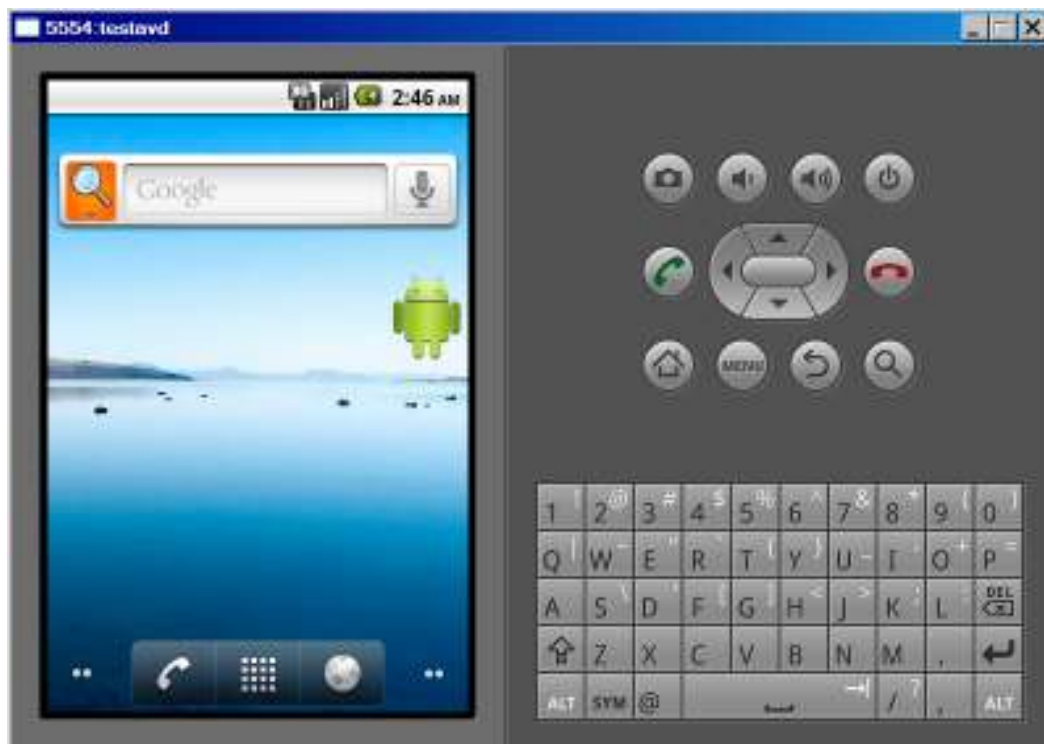 5554:testavd
2:46 AM
Google
MENU
1 ! 2 @ 3 # 4 $ 5 % 6 ^ 7 & 8 * 9 ( 0 )
Q | W ~ E " R ` T { Y } U _ I O + P =
A S \ D ' F [ G ] H < J > K ; L : DEL
Z X C V B N M .
ALT SYM @ / ? , ALT